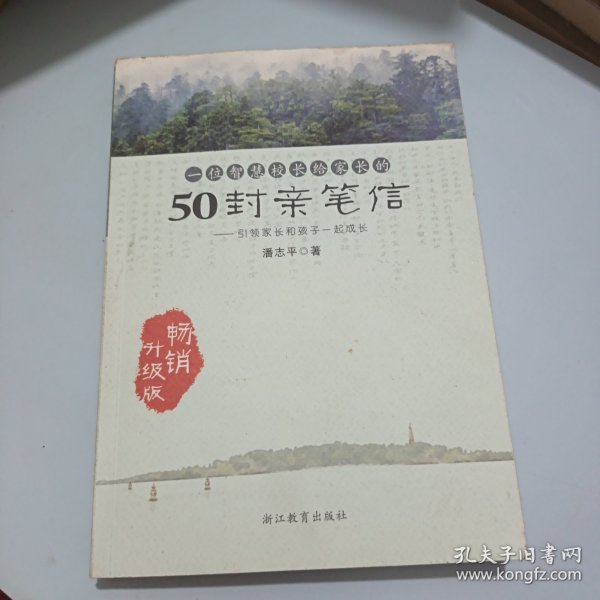 一位智慧校长给家长的
50封亲笔信
——引领家长和孩子一起成长
潘志平◎著
畅销
升级版
浙江教育出版社
孔夫子旧书网
www.kongfz.com